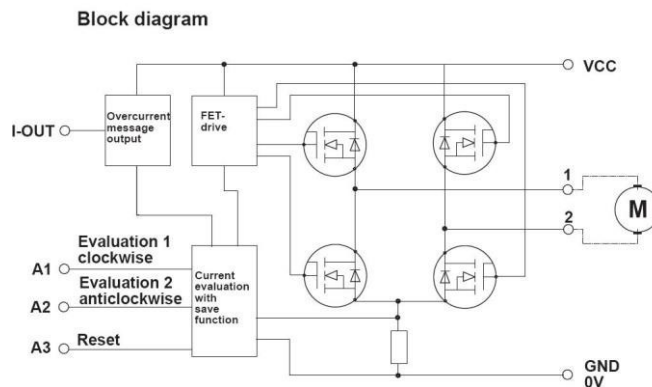 Block diagram
VCC
Overcurrent
message
output
FET-
drive
I-OUT
1
M
2
Evaluation 1
clockwise
A1
Evaluation 2
anticlockwise
A2
Current
evaluation
with
save
function
A3
Reset
GND
0V